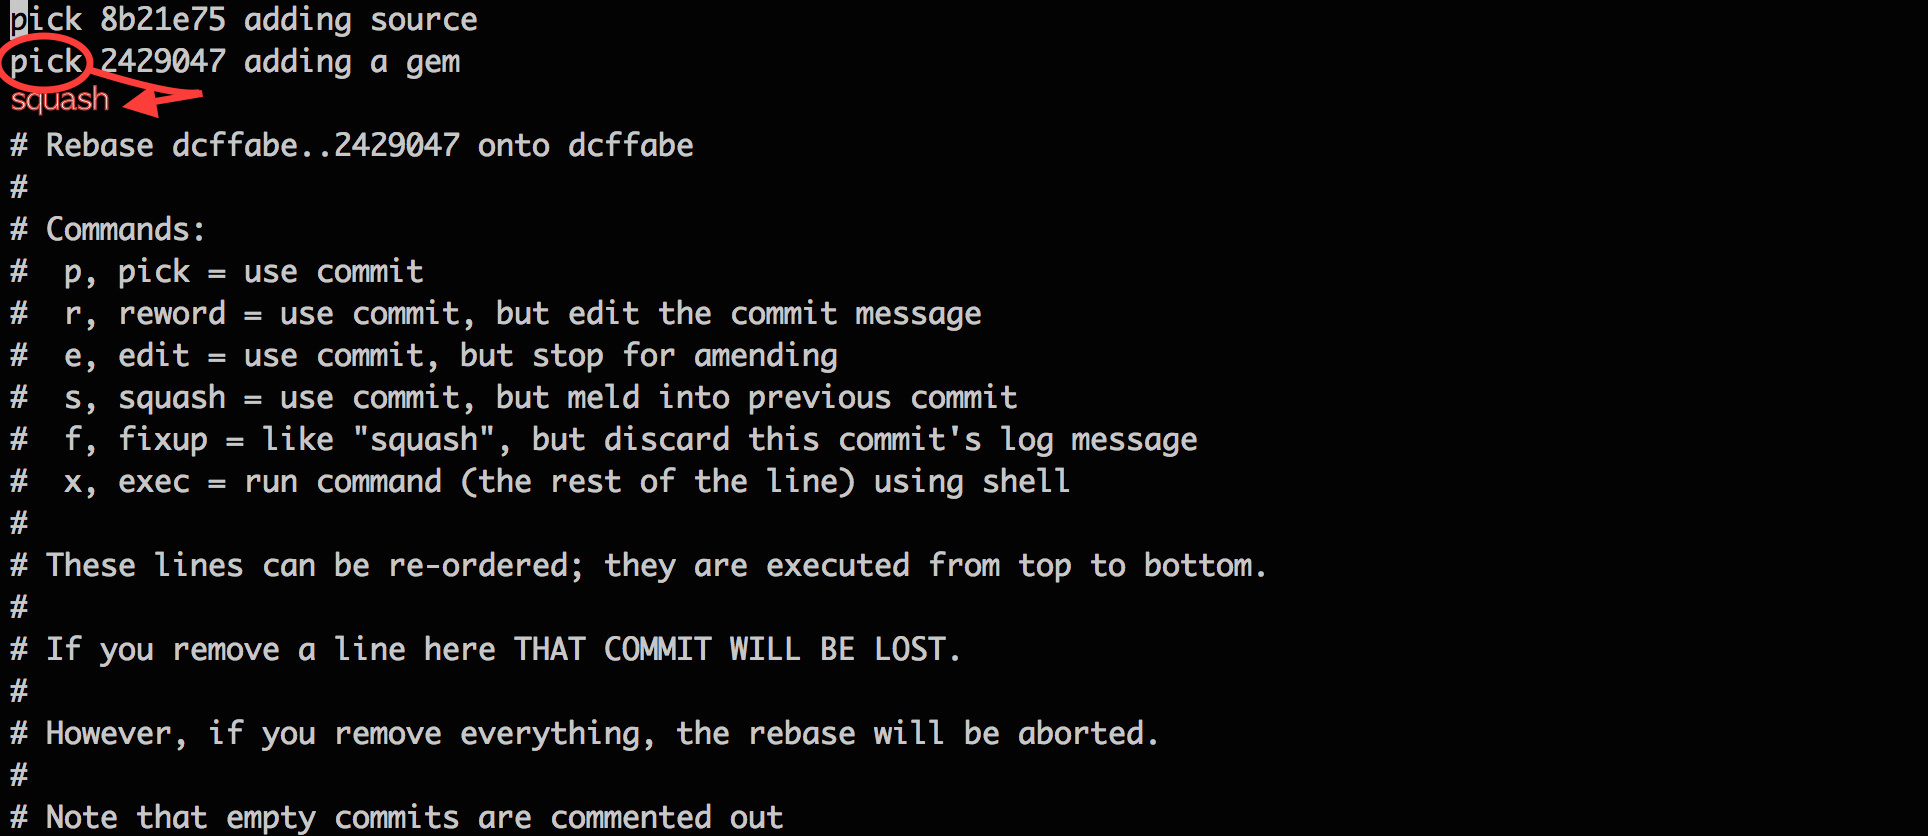 pick 8b21e75 adding source
pick 2429047 adding a gem
squash
# Rebase dcffabe..2429047 onto dcffabe
#
# Commands:
#  p, pick = use commit
#  r, reword = use commit, but edit the commit message
#  e, edit = use commit, but stop for amending
#  s, squash = use commit, but meld into previous commit
#  f, fixup = like "squash", but discard this commit's log message
#  x, exec = run command (the rest of the line) using shell
#
# These lines can be re-ordered; they are executed from top to bottom.
#
# If you remove a line here THAT COMMIT WILL BE LOST.
#
# However, if you remove everything, the rebase will be aborted.
#
# Note that empty commits are commented out